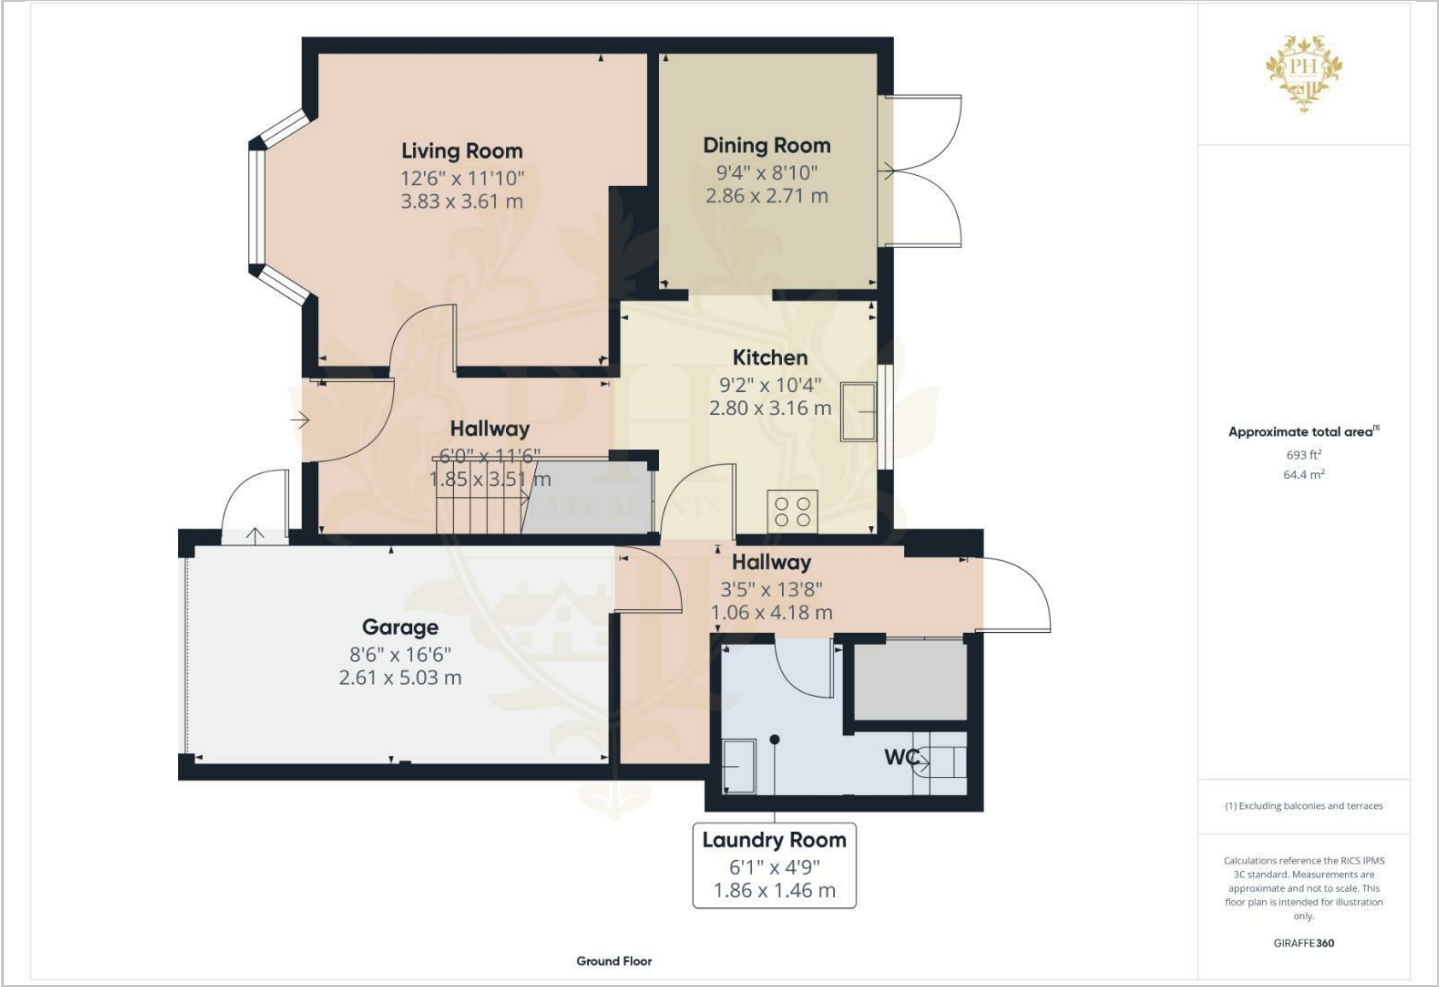 Living Room
12'6" x 11'10"
3.83 x 3.61 m
Dining Room
9'4" x 8'10"
2.86 x 2.71 m
Kitchen
9'2" x 10'4"
2.80 x 3.16 m
Hallway
6'0" x 11'6"
1.85 x 3.51 m
Hallway
3'5" x 13'8"
1.06 x 4.18 m
Garage
8'6" x 16'6"
2.61 x 5.03 m
WC
Laundry Room
6'1" x 4'9"
1.86 x 1.46 m
Ground Floor
PH
ESTATE AGENTS
PH
Approximate total area(1)
693 ft²
64.4 m²
(1) Excluding balconies and terraces
Calculations reference the RICS IPMS
3C standard. Measurements are
approximate and not to scale. This
floor plan is intended for illustration
only.
GIRAFFE360